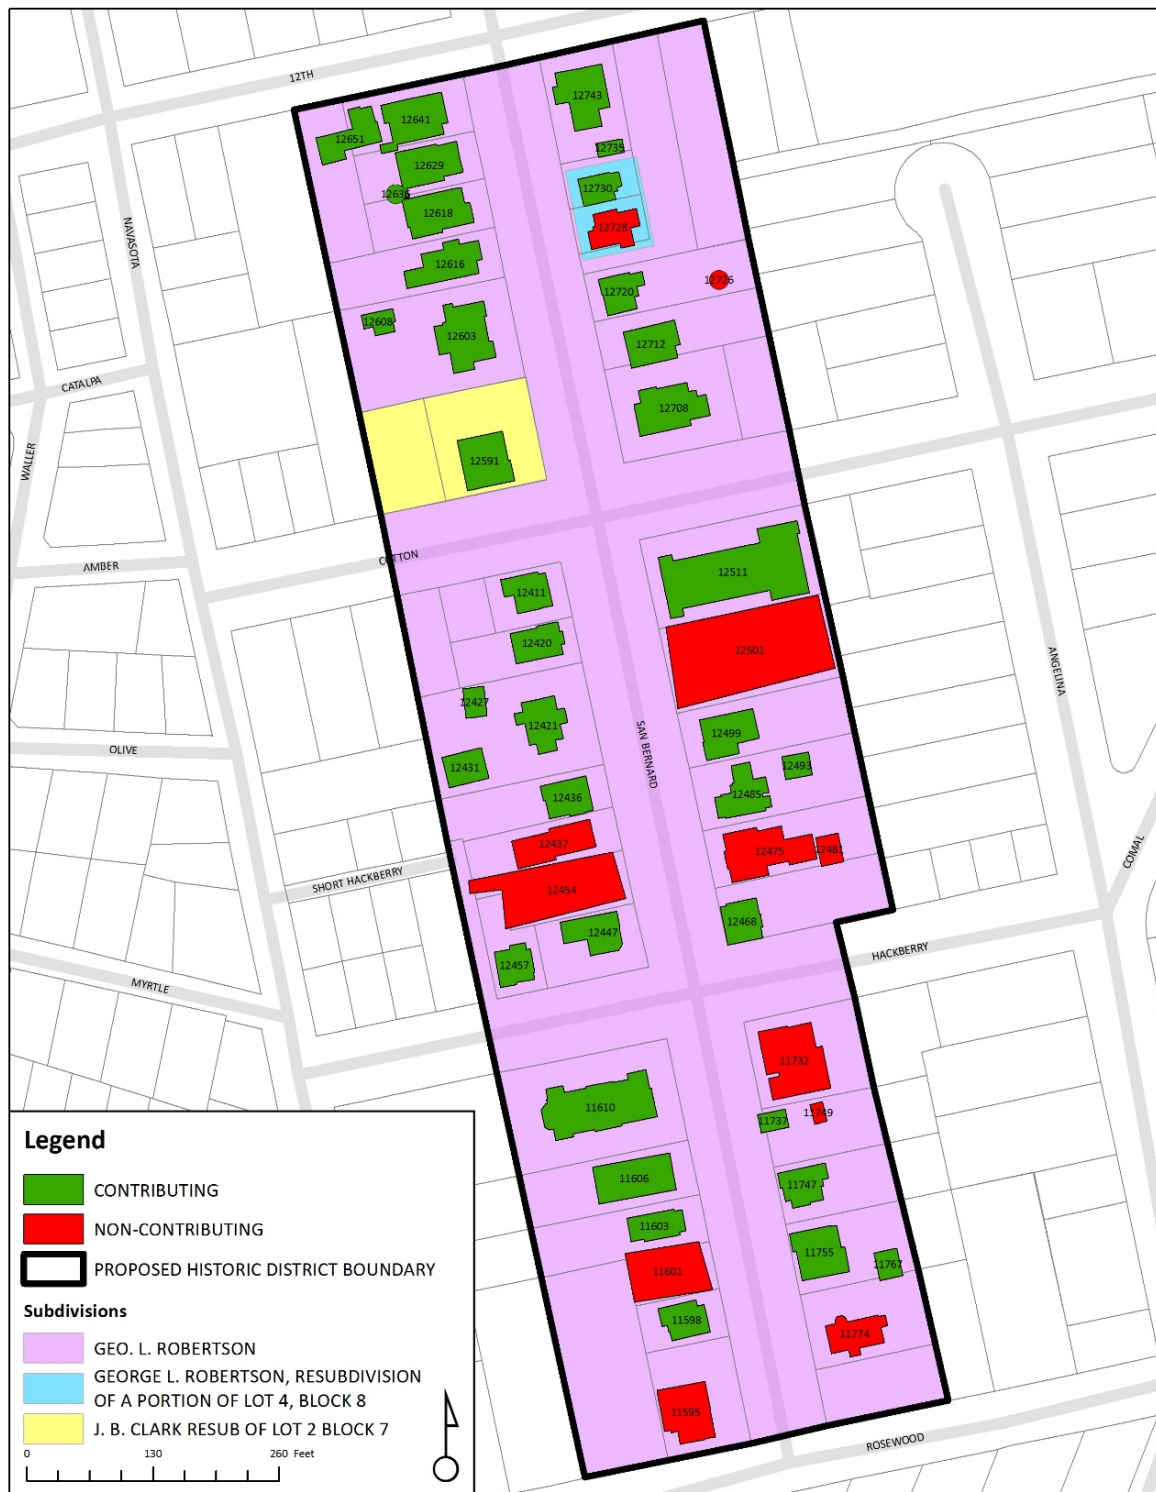 12TH
12743
12641
12651
12735
12629
12730
12636
12618
12728
NAVASOTA
12616
12720
12726
12608
12603
12712
CATALPA
12708
WALLER
12591
COTTON
AMBER
12511
12411
12420
12501
ANGELINA
12427
12421
12499
OLIVE
SAN BERNARD
12431
12493
12485
12436
12437
12475
12481
COMAL
SHORT HACKBERRY
12454
12468
12447
HACKBERRY
12457
MYRTLE
11732
11610
11749
11737
11606
11747
11603
11755
11767
11601
11598
11774
11595
ROSEWOOD
Legend
CONTRIBUTING
NON-CONTRIBUTING
PROPOSED HISTORIC DISTRICT BOUNDARY
Subdivisions
GEO. L. ROBERTSON
GEORGE L. ROBERTSON, RESUBDIVISION
OF A PORTION OF LOT 4, BLOCK 8
J. B. CLARK RESUB OF LOT 2 BLOCK 7
0 130 260 Feet